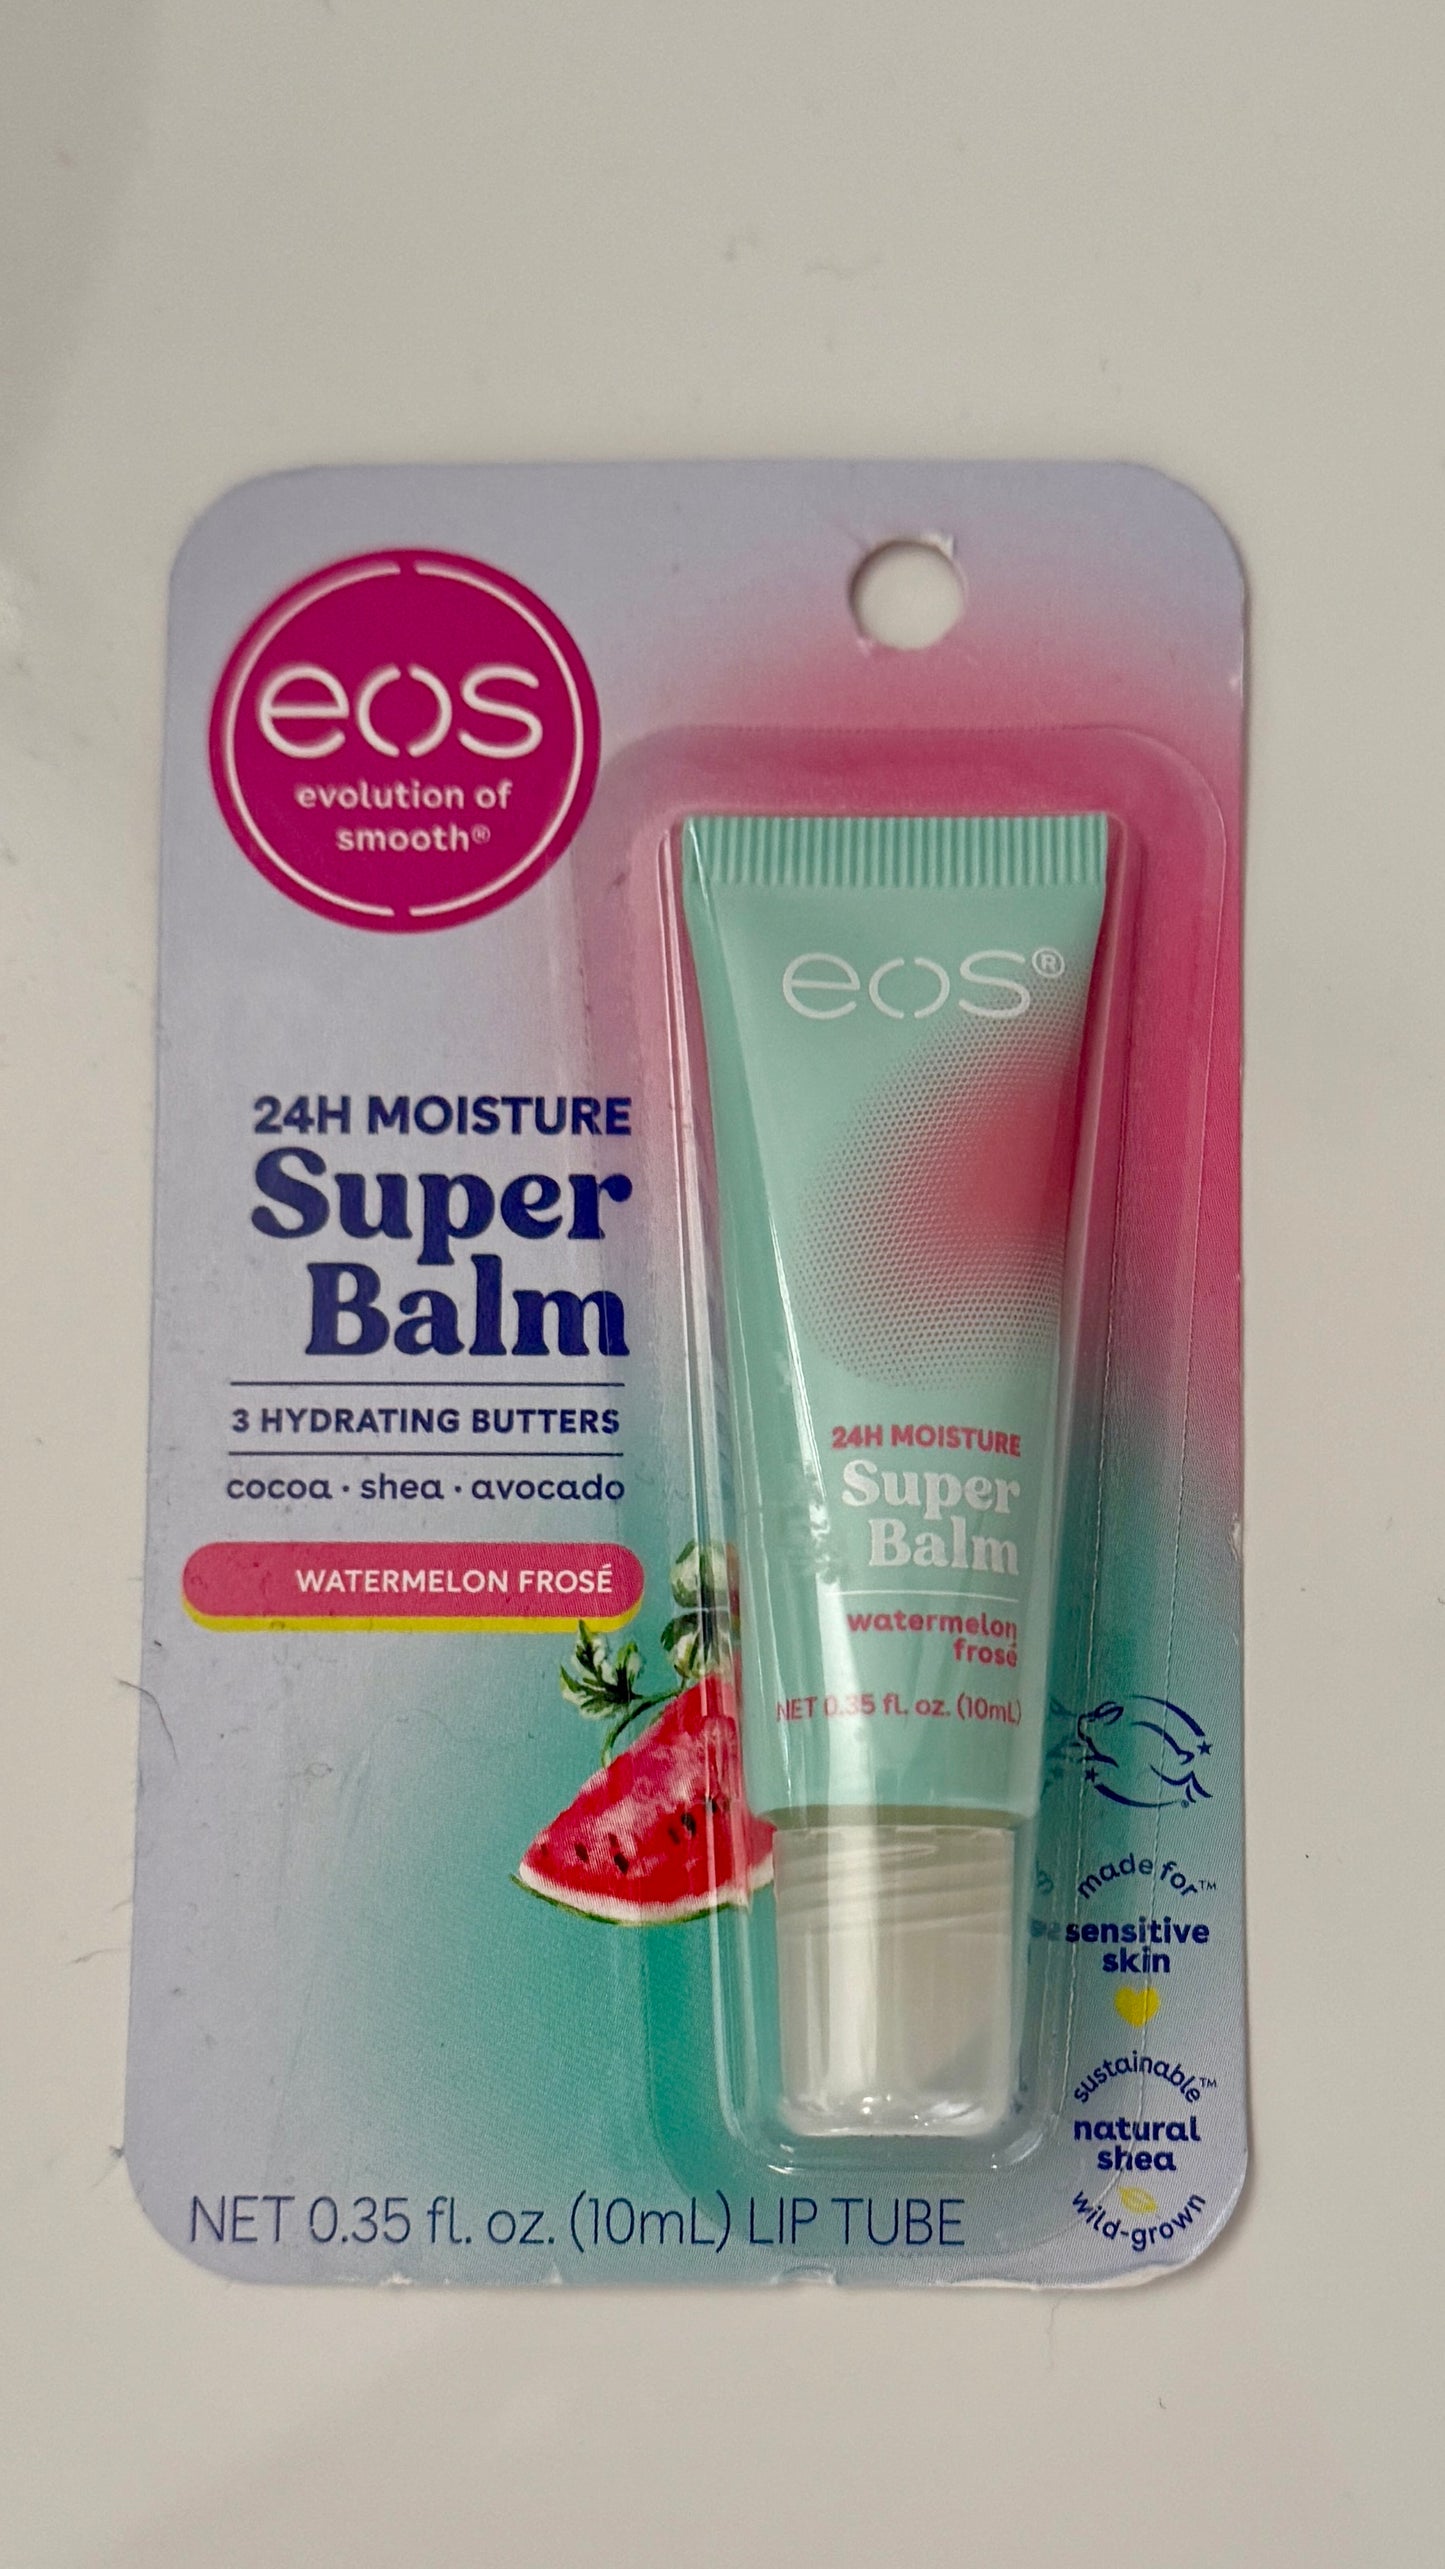 eos
evolution of
smooth®
24H MOISTURE
Super
Balm
3 HYDRATING BUTTERS
cocoa · shea · avocado
WATERMELON FROSÉ
eos®
24H MOISTURE
Super
Balm
watermelon
frosé
NET 0.35 fl. oz. (10mL)
made for™
sensitive
skin
sustainable™
natural
shea
wild-grown
NET 0.35 fl. oz. (10mL) LIP TUBE